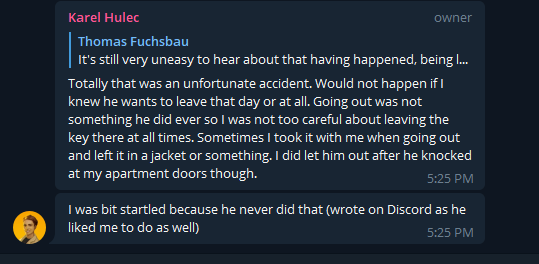 Karel Hulec owner
Thomas Fuchsbau
It's still very uneasy to hear about that having happened, being l...
Totally that was an unfortunate accident. Would not happen if I
knew he wants to leave that day or at all. Going out was not
something he did ever so I was not too careful about leaving the
key there at all times. Sometimes I took it with me when going out
and left it in a jacket or something. I did let him out after he knocked
at my apartment doors though.
5:25 PM
I was bit startled because he never did that (wrote on Discord as he
liked me to do as well)
5:25 PM